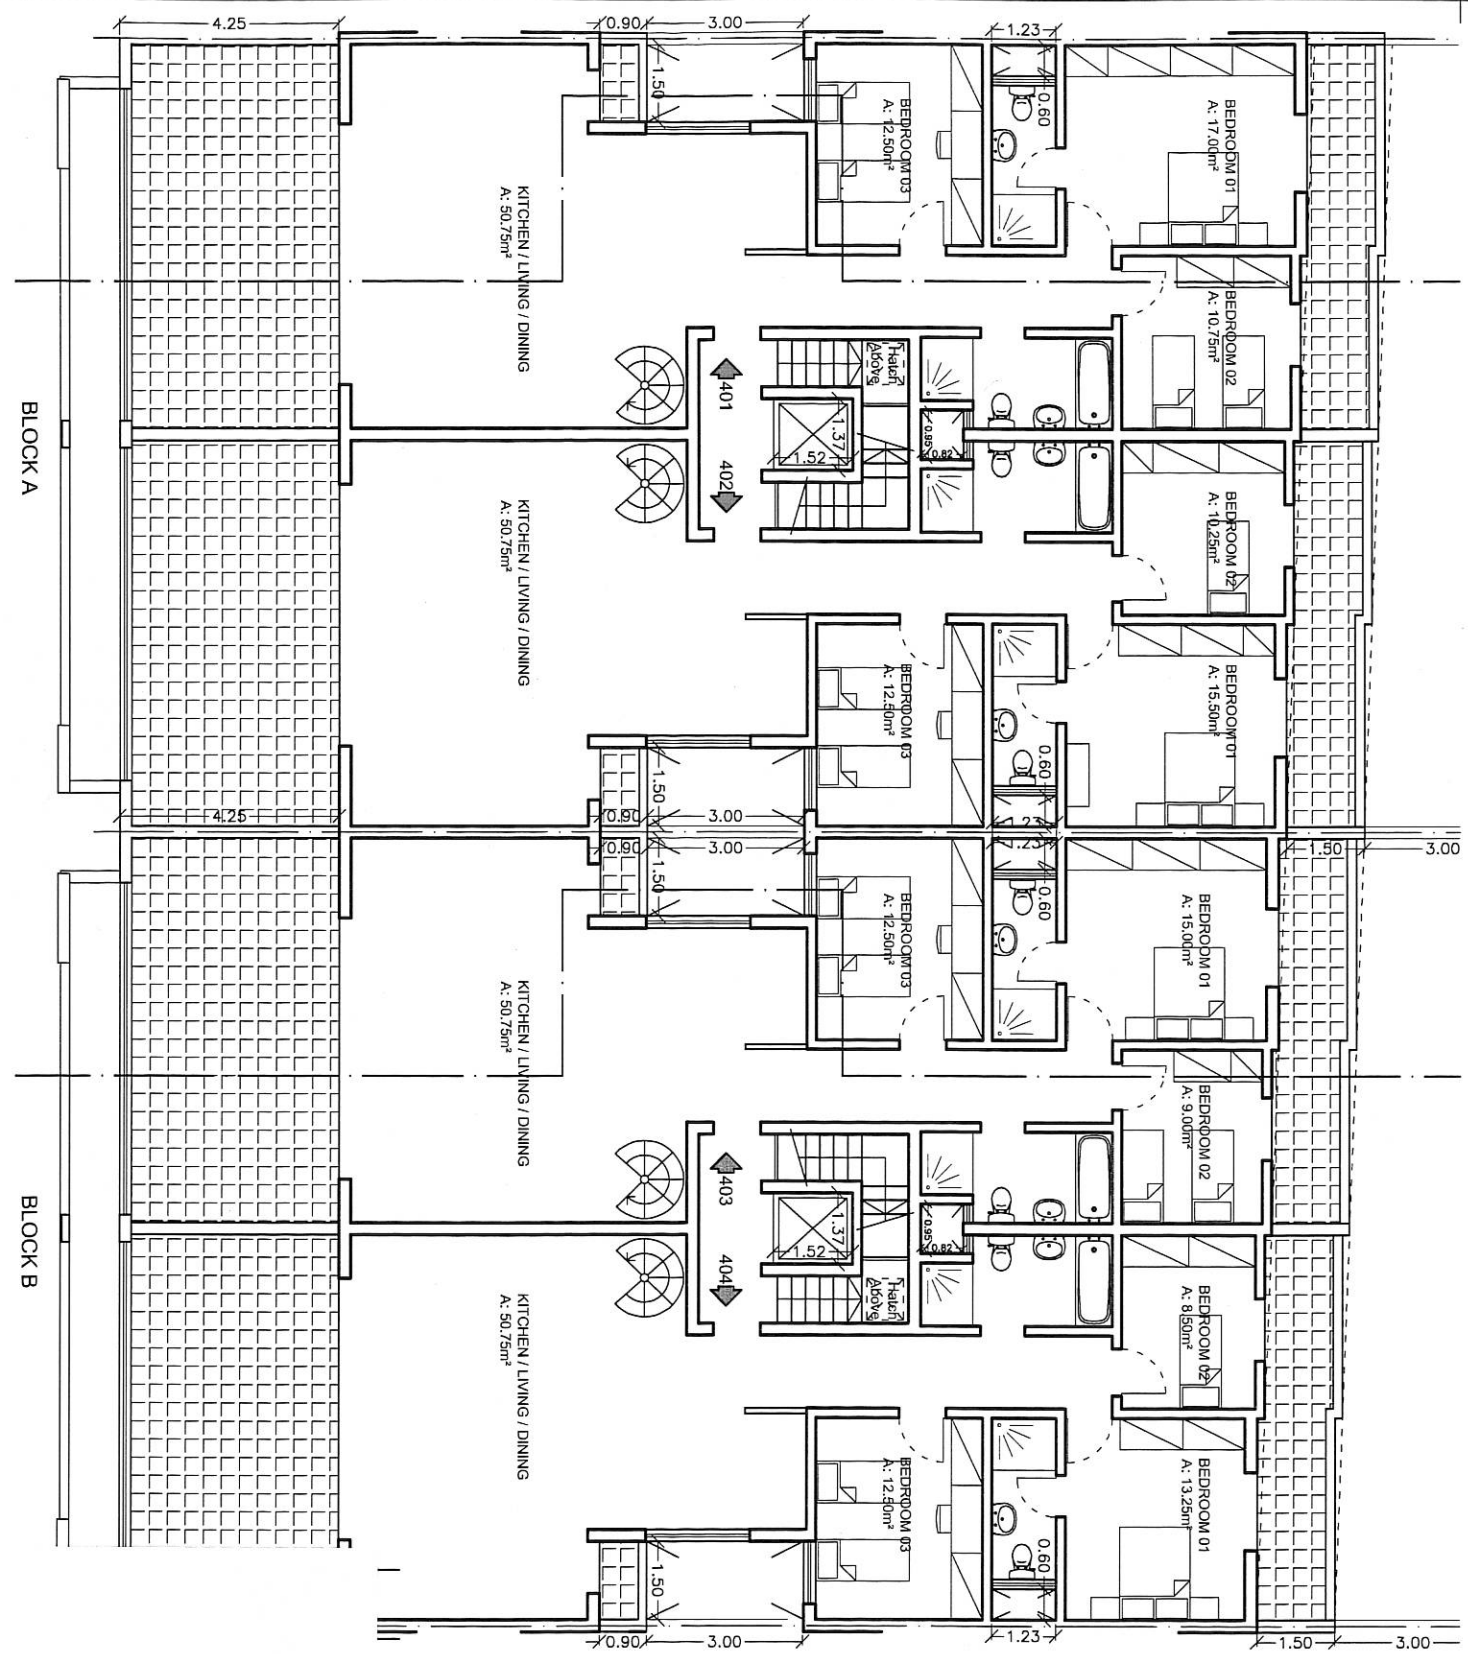 4.25
0.90
3.00
1.23
1.50
0.60
BEDROOM 03
A: 12.50m²
BEDROOM 01
A: 17.00m²
KITCHEN / LIVING / DINING
A: 50.75m²
BEDROOM 02
A: 10.75m²
Hatch
Above
401
1.37
1.52
0.95
0.82
402
BLOCK A
KITCHEN / LIVING / DINING
A: 50.75m²
BEDROOM 02
A: 10.25m²
BEDROOM 03
A: 12.50m²
BEDROOM 01
A: 15.50m²
1.50
0.60
4.25
0.90
3.00
1.23
0.90
3.00
1.23
1.50
3.00
1.50
0.60
BEDROOM 03
A: 12.50m²
BEDROOM 01
A: 15.00m²
KITCHEN / LIVING / DINING
A: 50.75m²
BEDROOM 02
A: 9.00m²
403
1.37
1.52
0.95
0.82
404
Hatch
Above
BLOCK B
KITCHEN / LIVING / DINING
A: 50.75m²
BEDROOM 02
A: 8.50m²
BEDROOM 03
A: 12.50m²
BEDROOM 01
A: 13.25m²
1.50
0.60
0.90
3.00
1.23
1.50
3.00